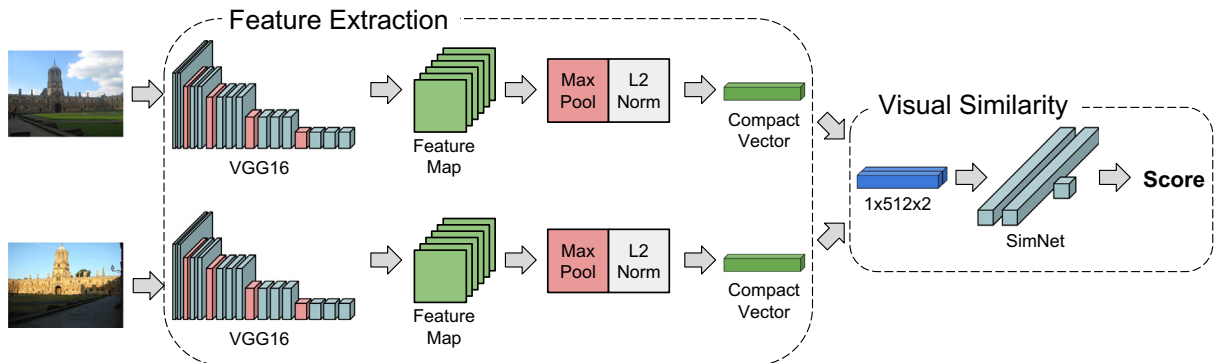 Feature Extraction
VGG16
Feature
Map
Max
Pool
L2
Norm
Compact
Vector
VGG16
Feature
Map
Max
Pool
L2
Norm
Compact
Vector
Visual Similarity
1x512x2
SimNet
Score